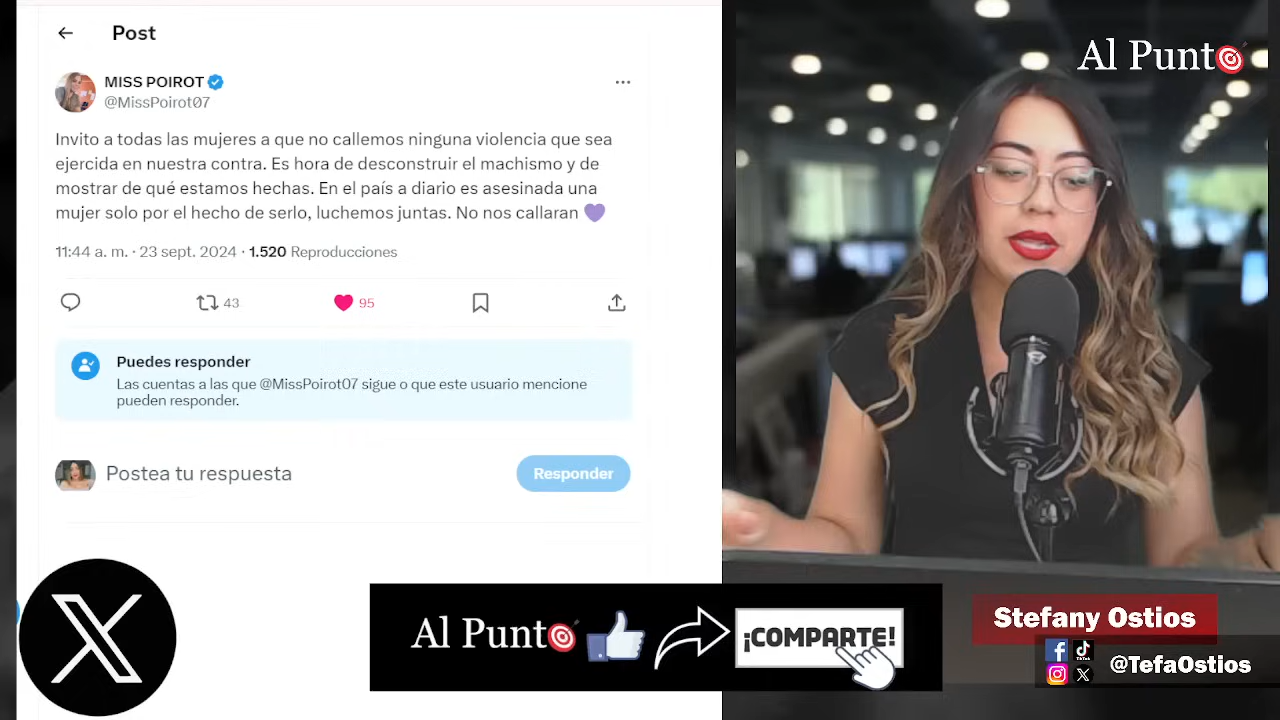 Post
MISS POIROT
@MissPoirot07
Invito a todas las mujeres a que no callemos ninguna violencia que sea
ejercida en nuestra contra. Es hora de desconstruir el machismo y de
mostrar de qué estamos hechas. En el país a diario es asesinada una
mujer solo por el hecho de serlo, luchemos juntas. No nos callaran 💜
11:44 a. m. · 23 sept. 2024 · 1.520 Reproducciones
43
95
Puedes responder
Las cuentas a las que @MissPoirot07 sigue o que este usuario mencione
pueden responder.
Postea tu respuesta
Responder
Al Punto
Al Punto
¡COMPARTE!
Stefany Ostios
@TefaOstios